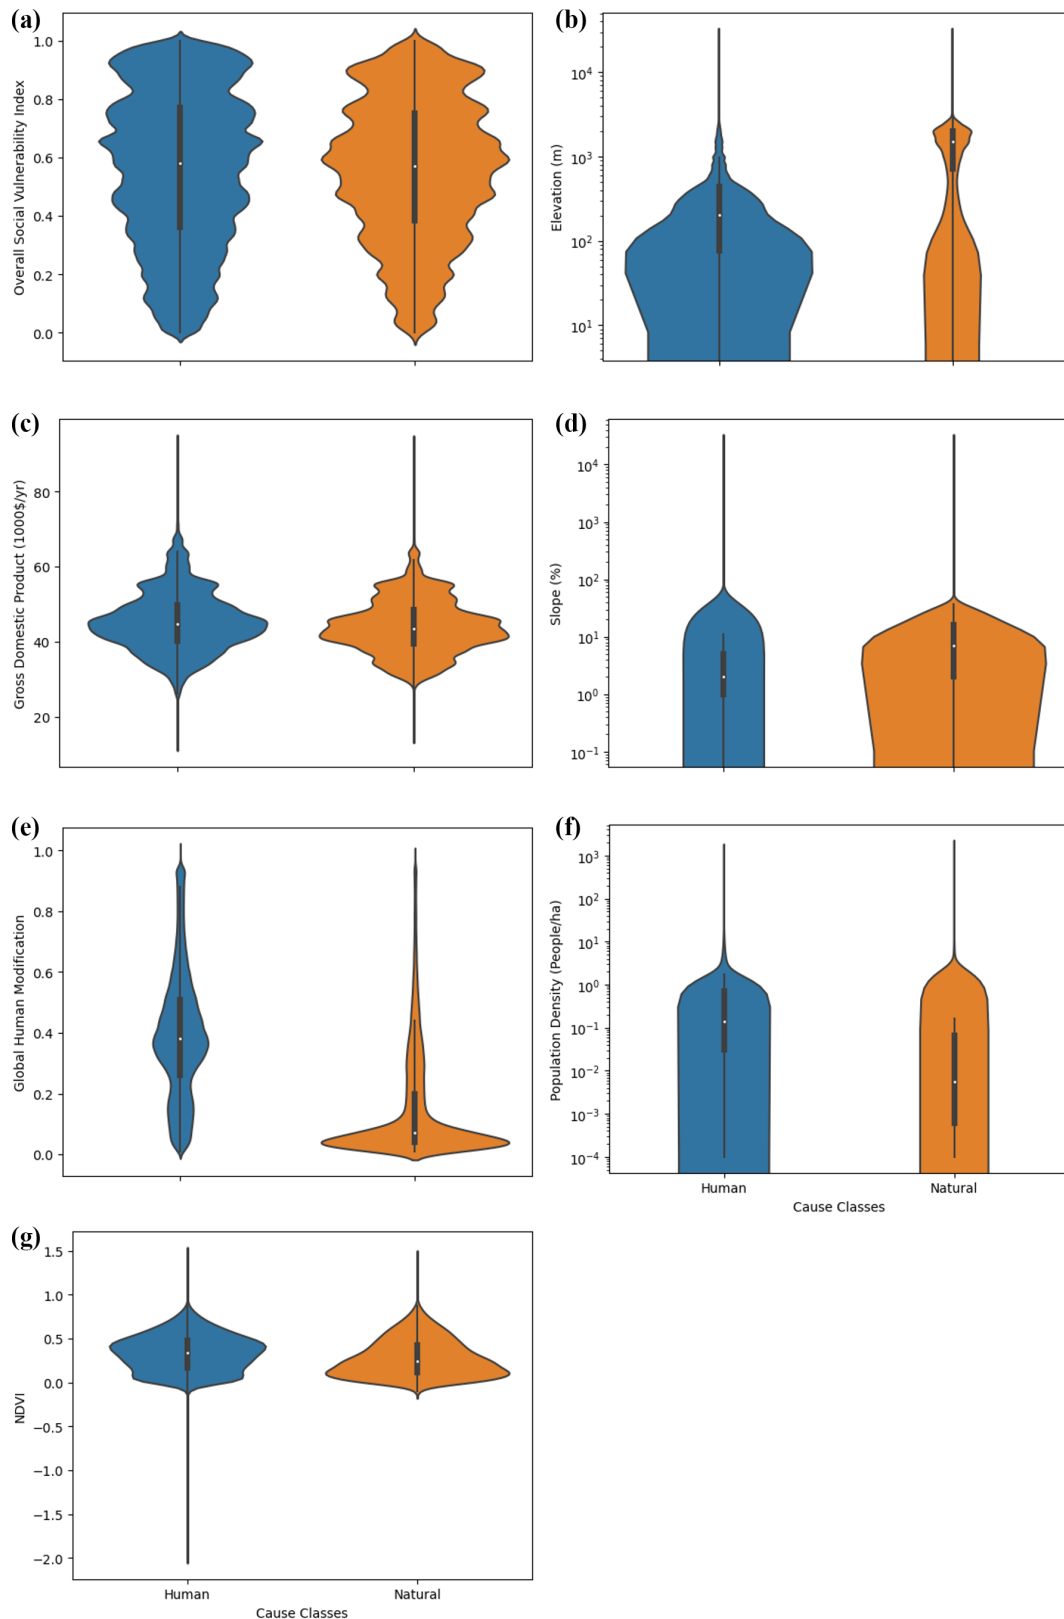 (a)
Overall Social Vulnerability Index
1.0
0.8
0.6
0.4
0.2
0.0
(b)
Elevation (m)
10⁴
10³
10²
10¹
(c)
Gross Domestic Product (1000$/yr)
80
60
40
20
(d)
Slope (%)
10⁴
10³
10²
10¹
10⁰
10⁻¹
(e)
Global Human Modification
1.0
0.8
0.6
0.4
0.2
0.0
(f)
Population Density (People/ha)
10³
10²
10¹
10⁰
10⁻¹
10⁻²
10⁻³
10⁻⁴
Human Natural
Cause Classes
(g)
NDVI
1.5
1.0
0.5
0.0
−0.5
−1.0
−1.5
−2.0
Human Natural
Cause Classes